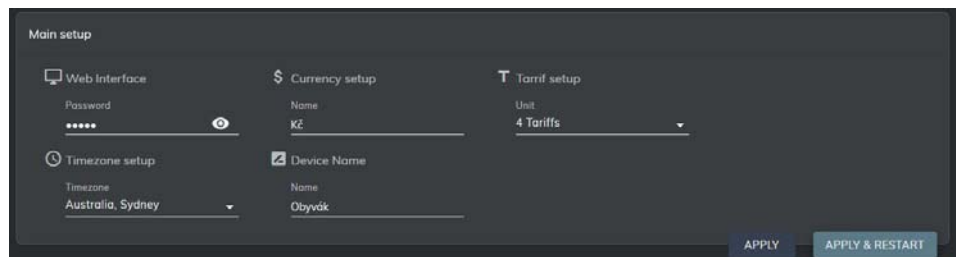 Main setup
Web Interface
Password
•••••
Currency setup
Name
Kč
Tarrif setup
Unit
4 Tariffs
Timezone setup
Timezone
Australia, Sydney
Device Name
Name
Obyvák
APPLY
APPLY & RESTART